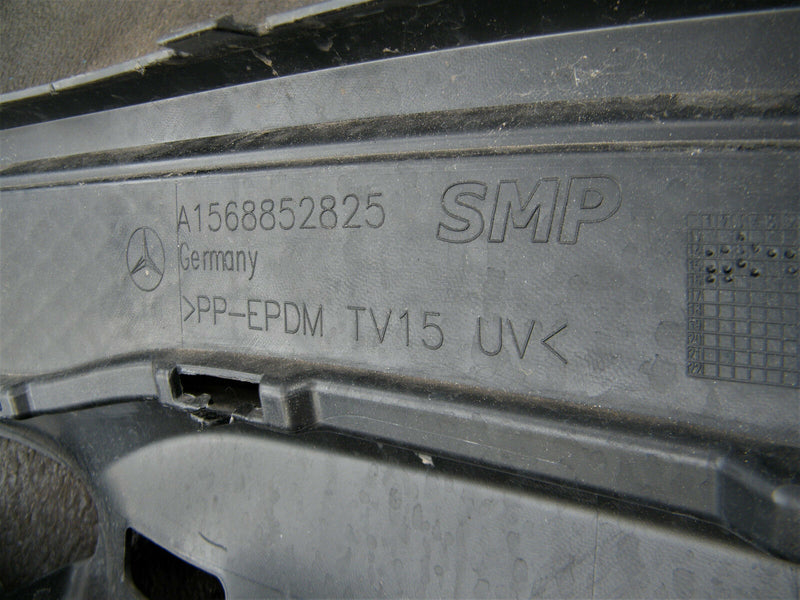 A1568852825 SMP
Germany
>PP-EPDM TV15 UV<